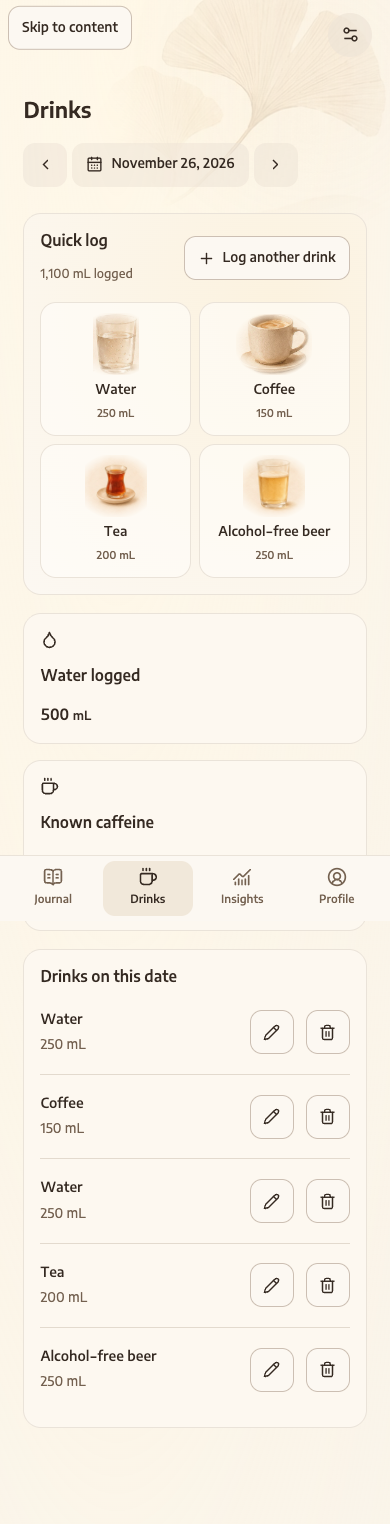 Skip to content
Drinks
November 26, 2026
Quick log
1,100 mL logged
Log another drink
Water
250 mL
Coffee
150 mL
Tea
200 mL
Alcohol-free beer
250 mL
Water logged
500 mL
Known caffeine
Journal
Drinks
Insights
Profile
Drinks on this date
Water
250 mL
Coffee
150 mL
Water
250 mL
Tea
200 mL
Alcohol-free beer
250 mL